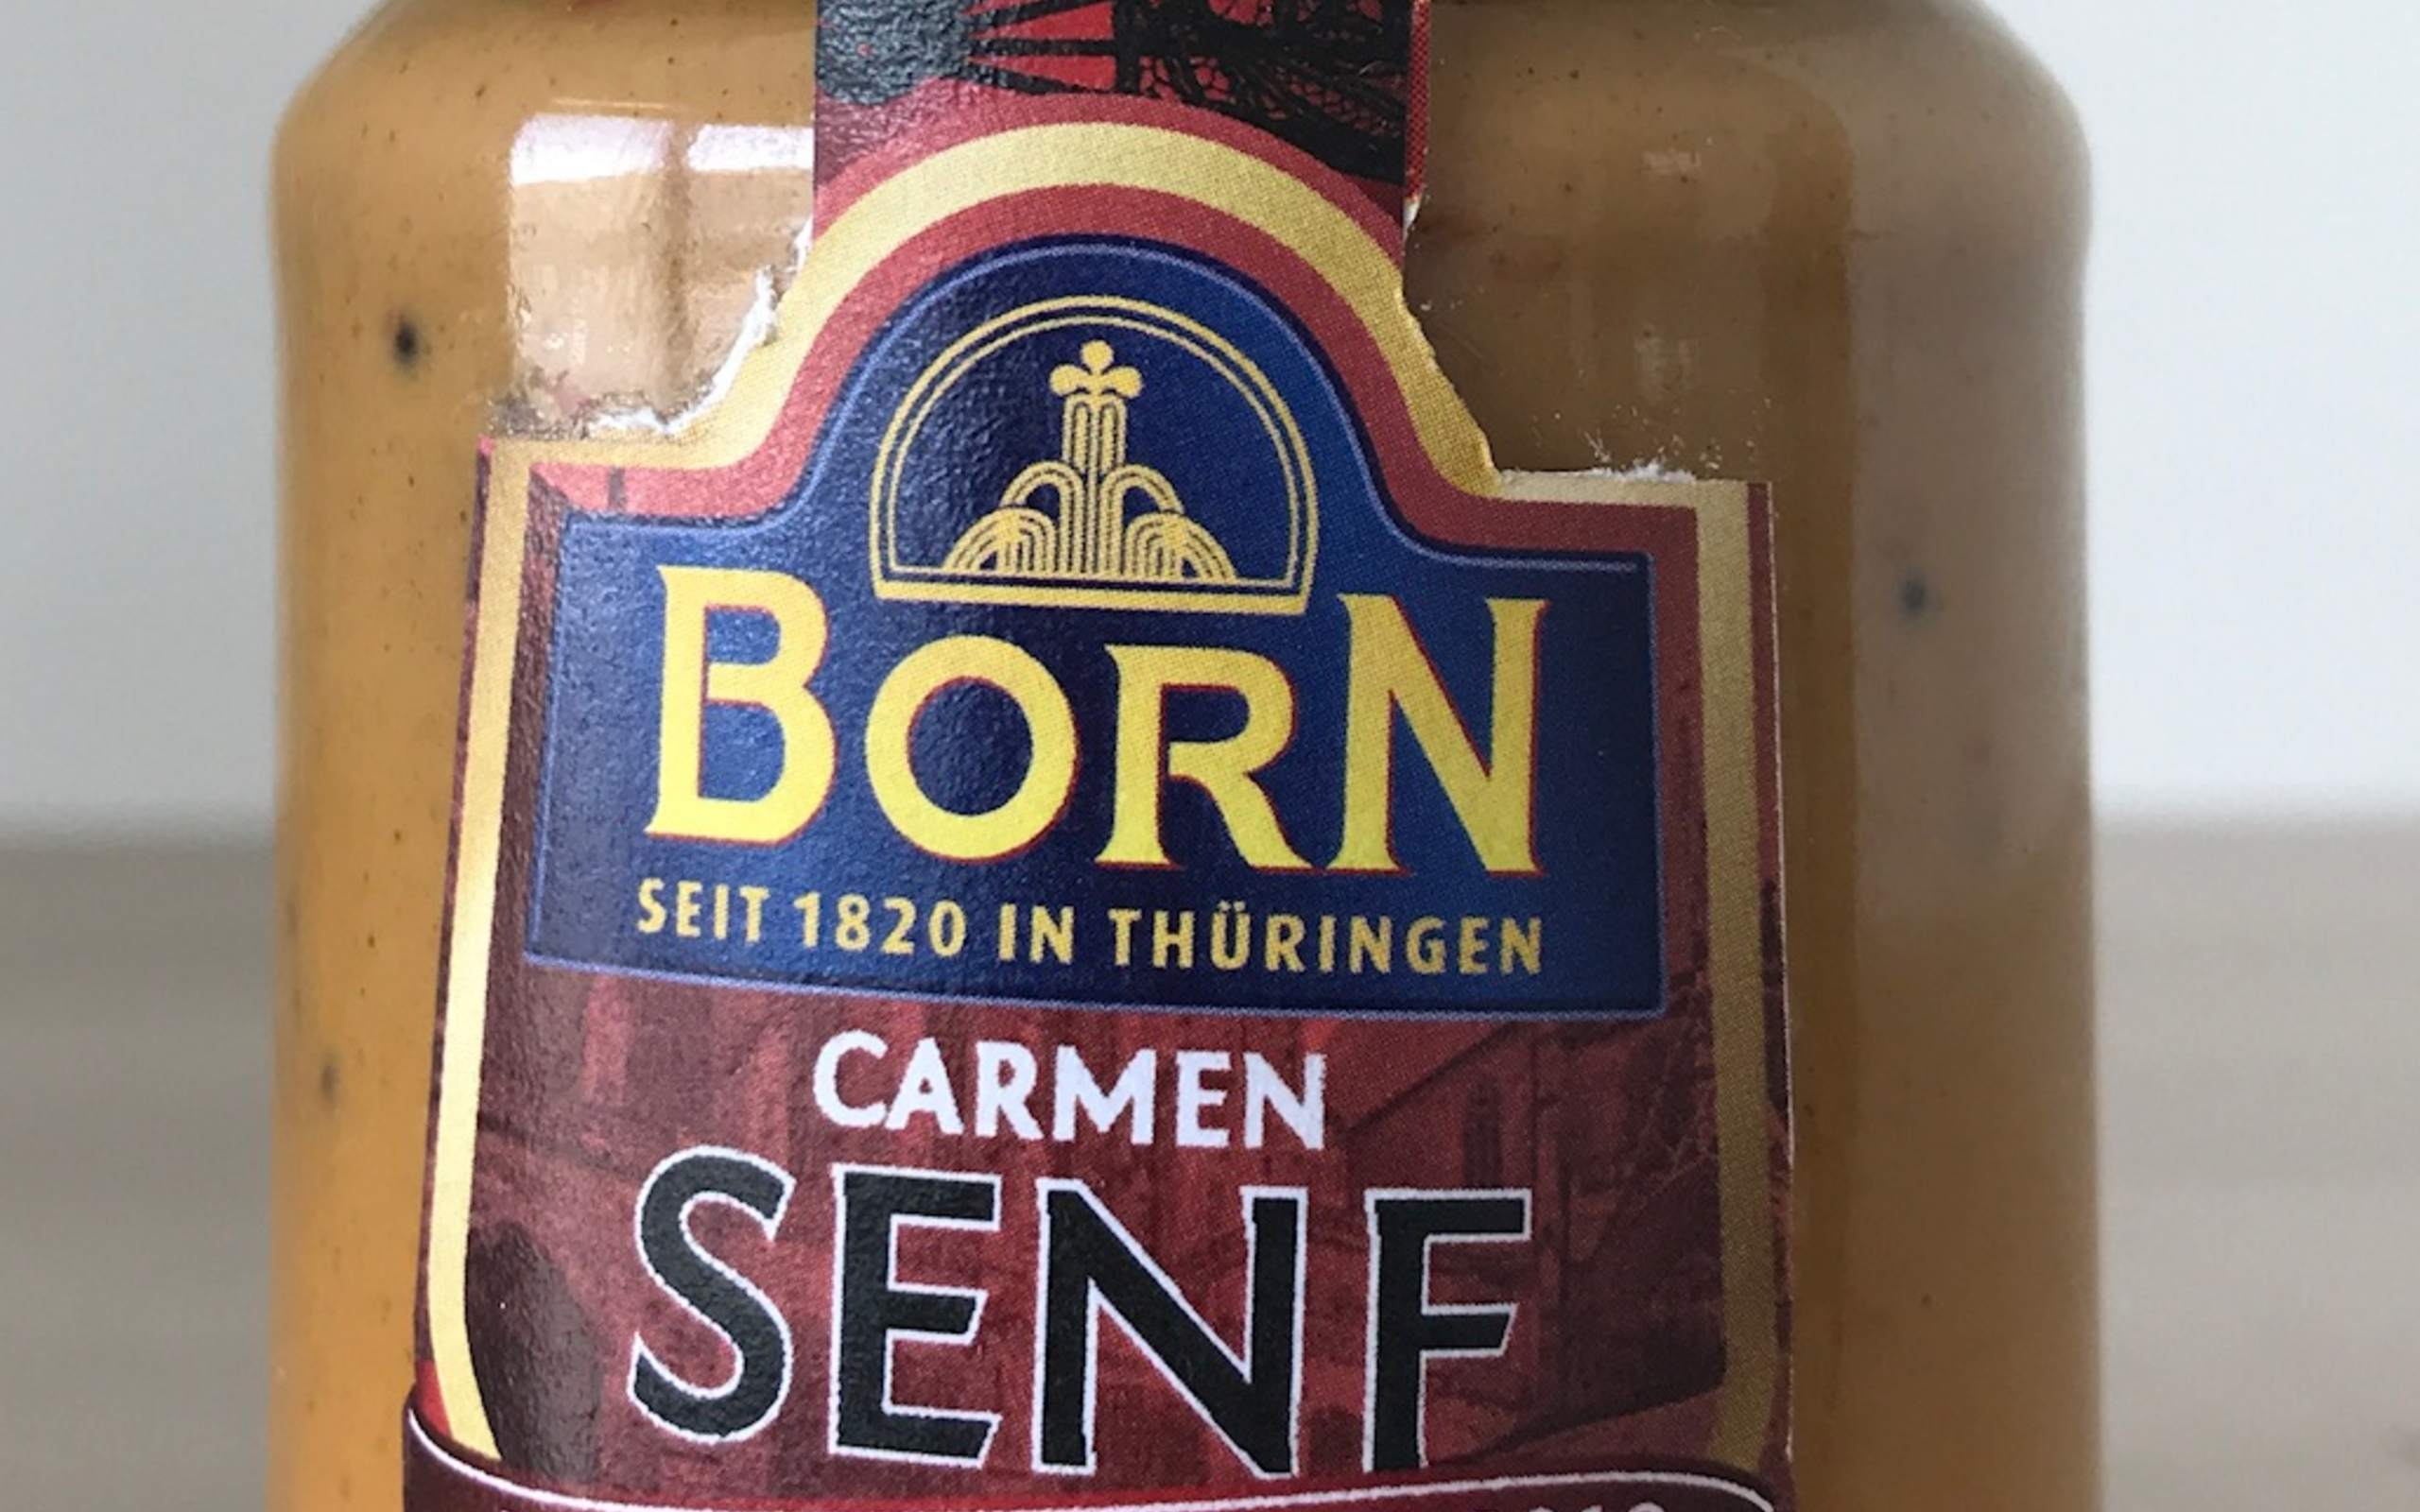 BORN
SEIT 1820 IN THÜRINGEN
CARMEN
SENF